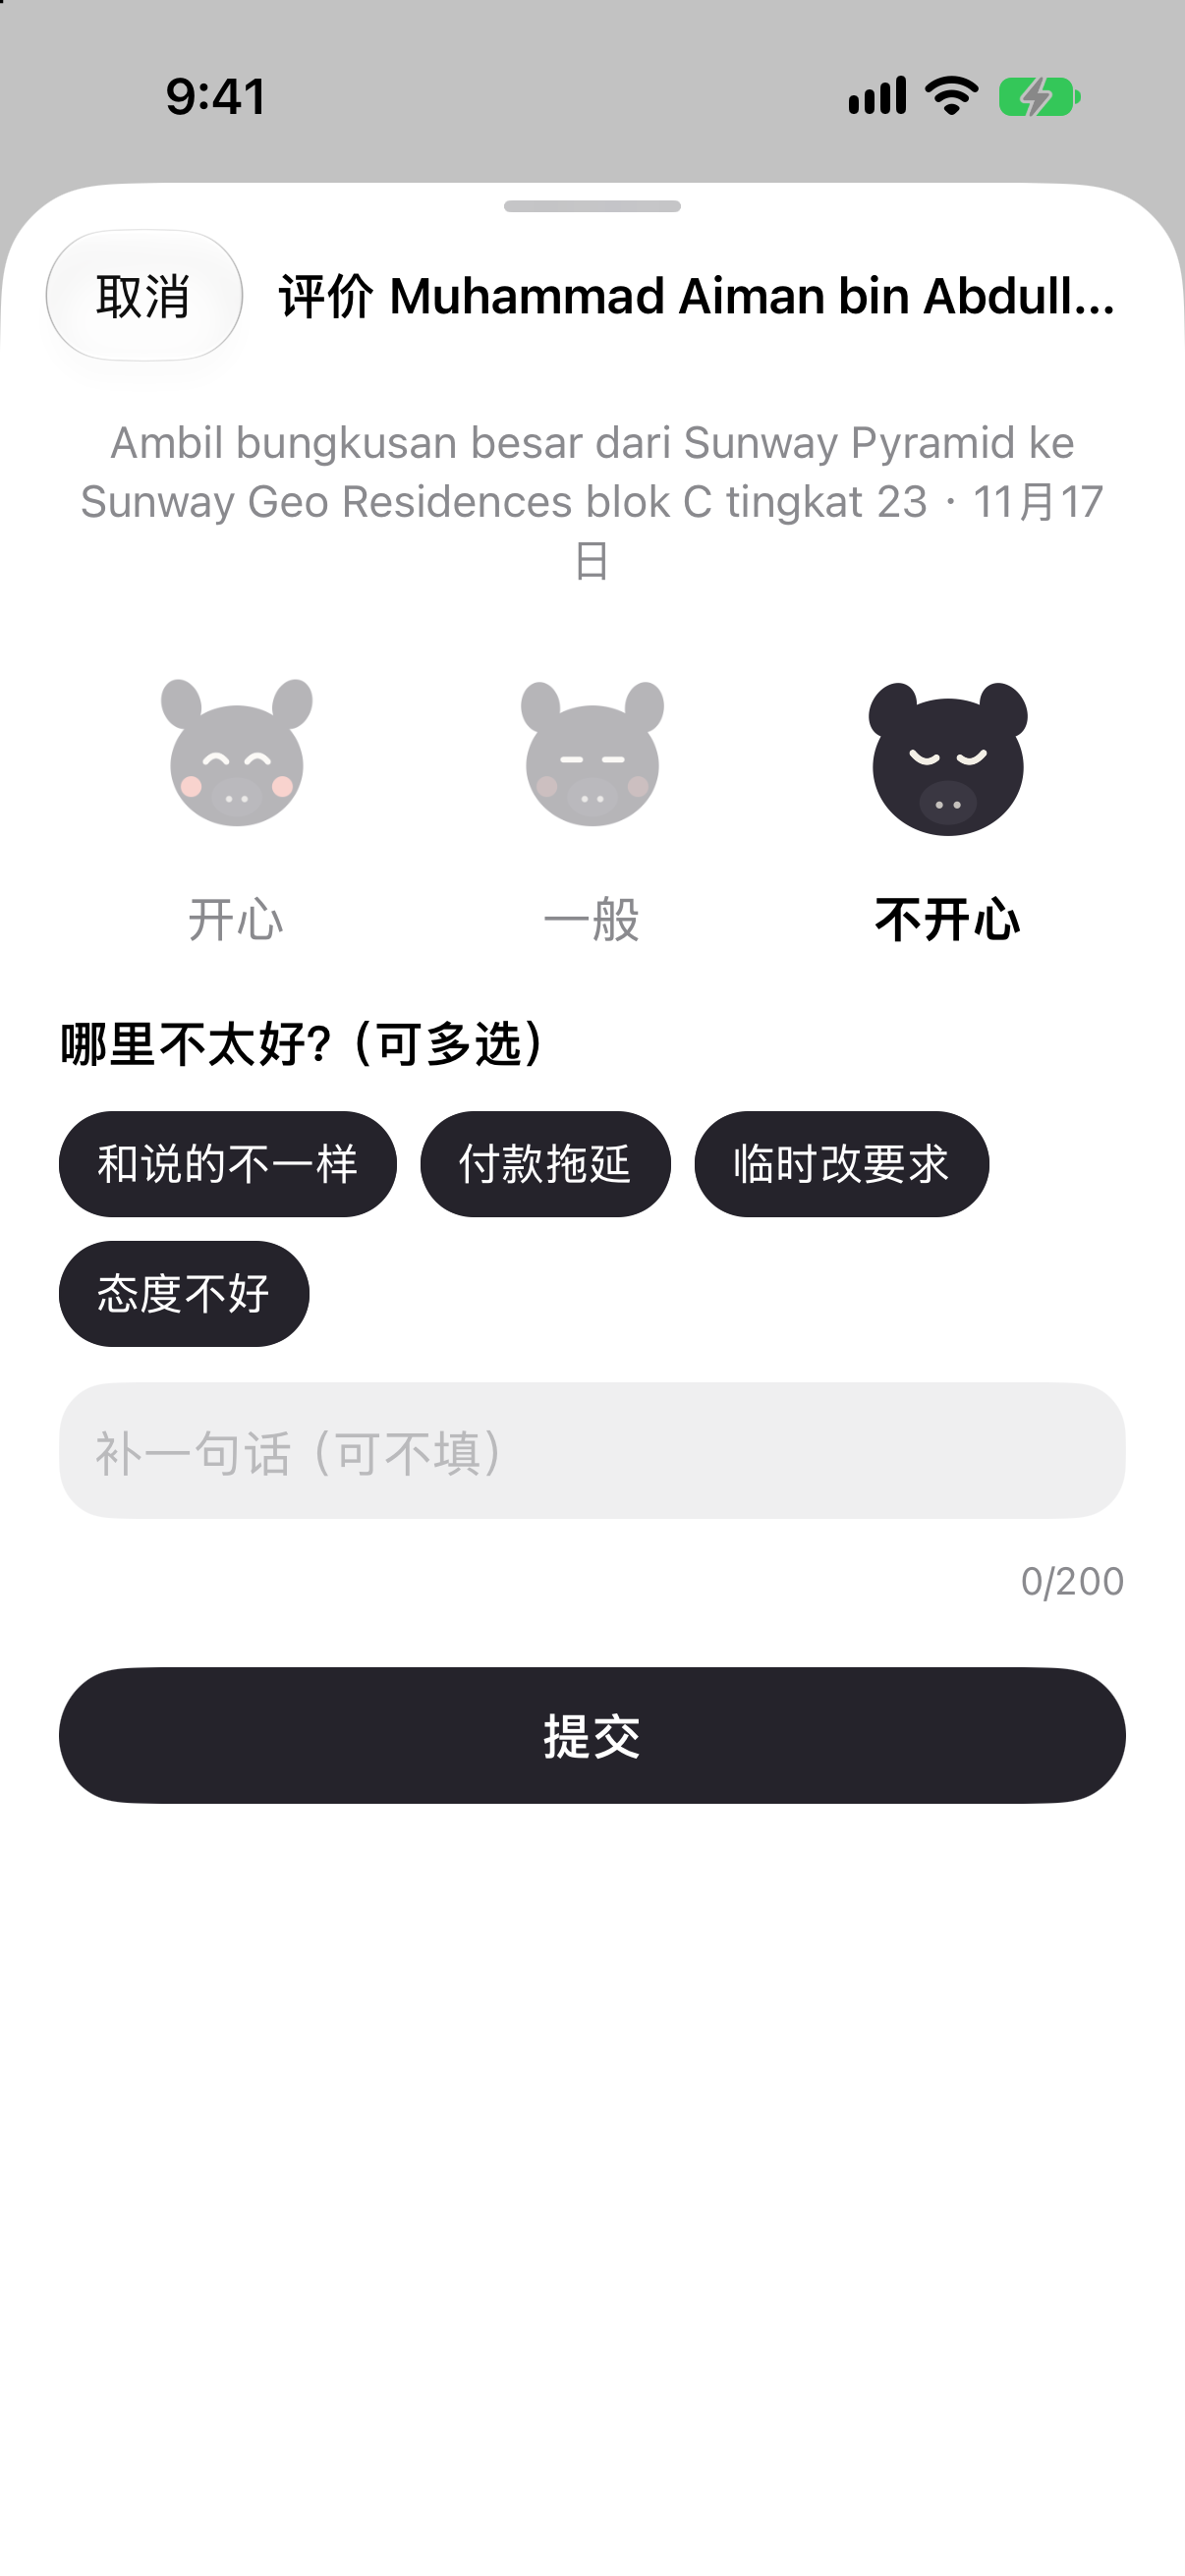 9:41
取消
评价 Muhammad Aiman bin Abdull...
Ambil bungkusan besar dari Sunway Pyramid ke
Sunway Geo Residences blok C tingkat 23 · 11月17
日
开心
一般
不开心
哪里不太好?（可多选）
和说的不一样
付款拖延
临时改要求
态度不好
补一句话（可不填）
0/200
提交